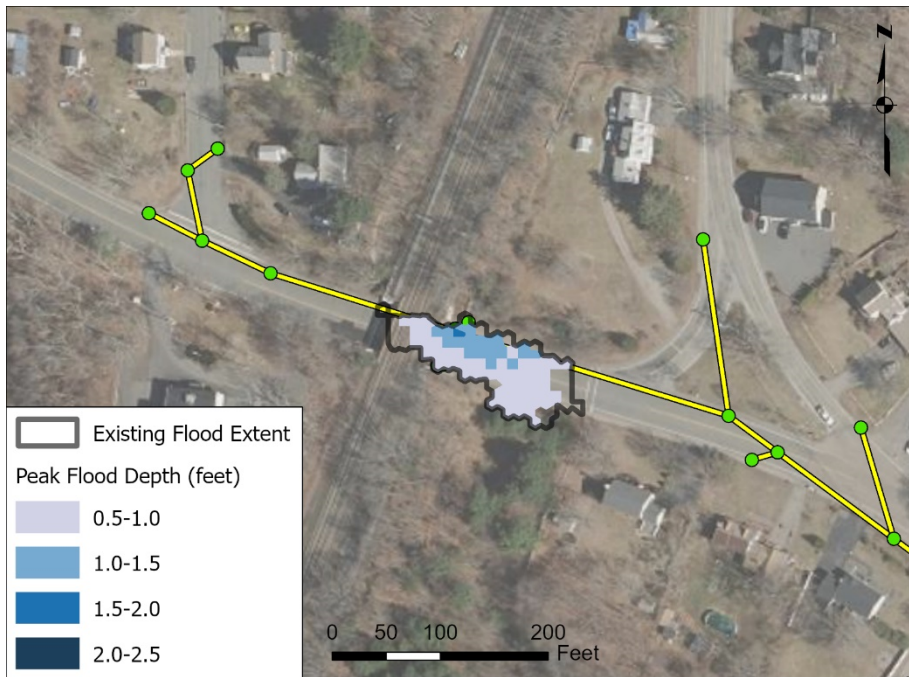 N
Existing Flood Extent
Peak Flood Depth (feet)
0.5-1.0
1.0-1.5
1.5-2.0
2.0-2.5
0 50 100 200
Feet